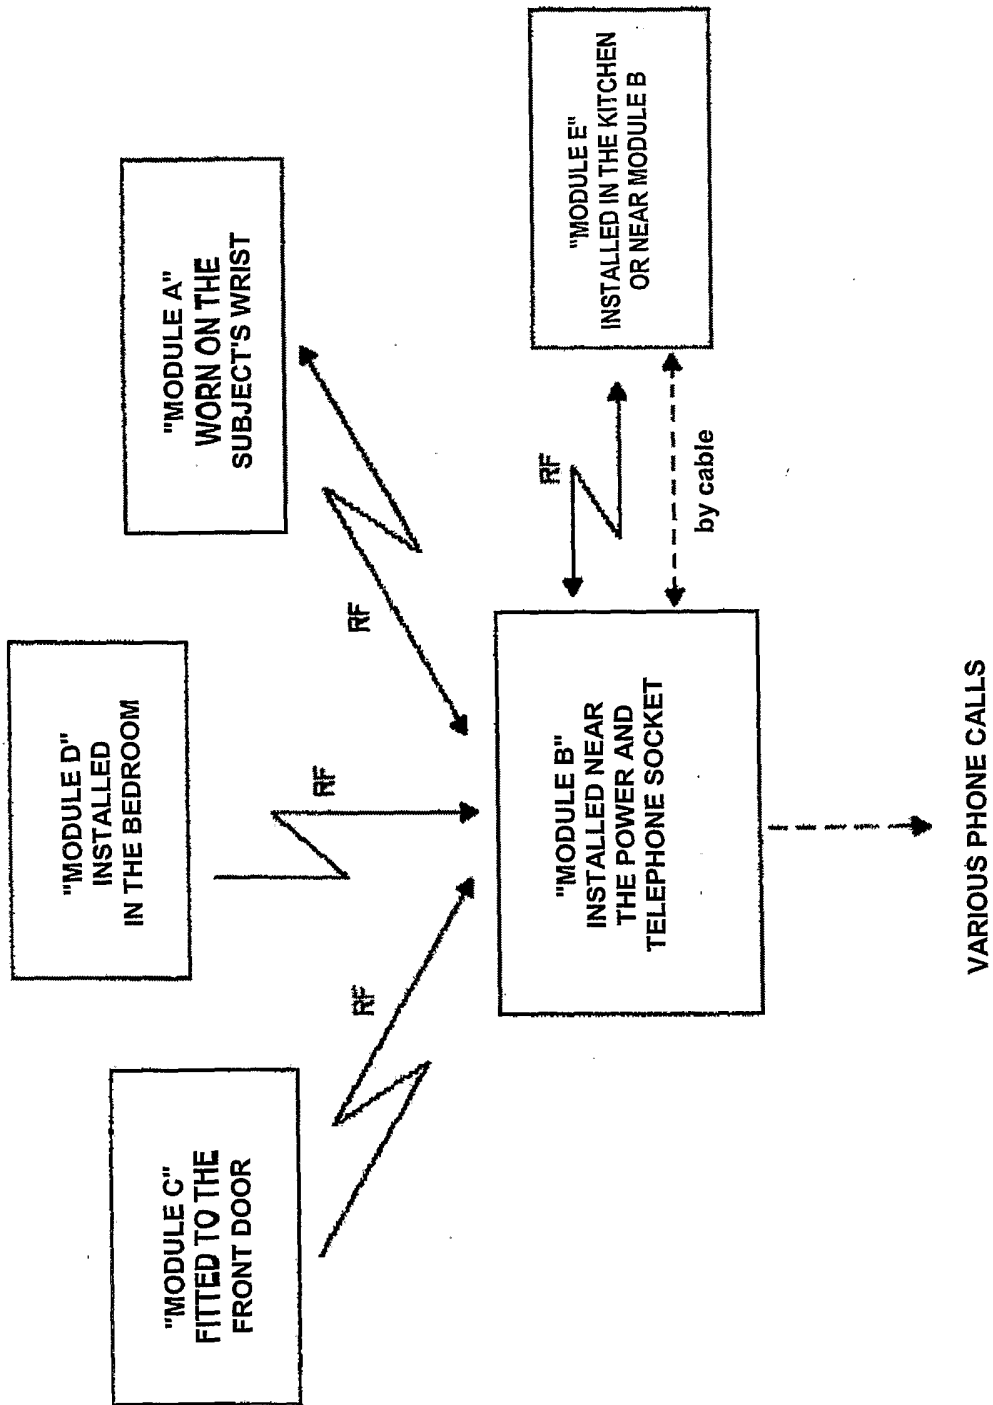 "MODULE C"
FITTED TO THE
FRONT DOOR
"MODULE D"
INSTALLED
IN THE BEDROOM
"MODULE A"
WORN ON THE
SUBJECT'S WRIST
RF
RF
RF
"MODULE B"
INSTALLED NEAR
THE POWER AND
TELEPHONE SOCKET
RF
by cable
"MODULE E"
INSTALLED IN THE KITCHEN
OR NEAR MODULE B
VARIOUS PHONE CALLS